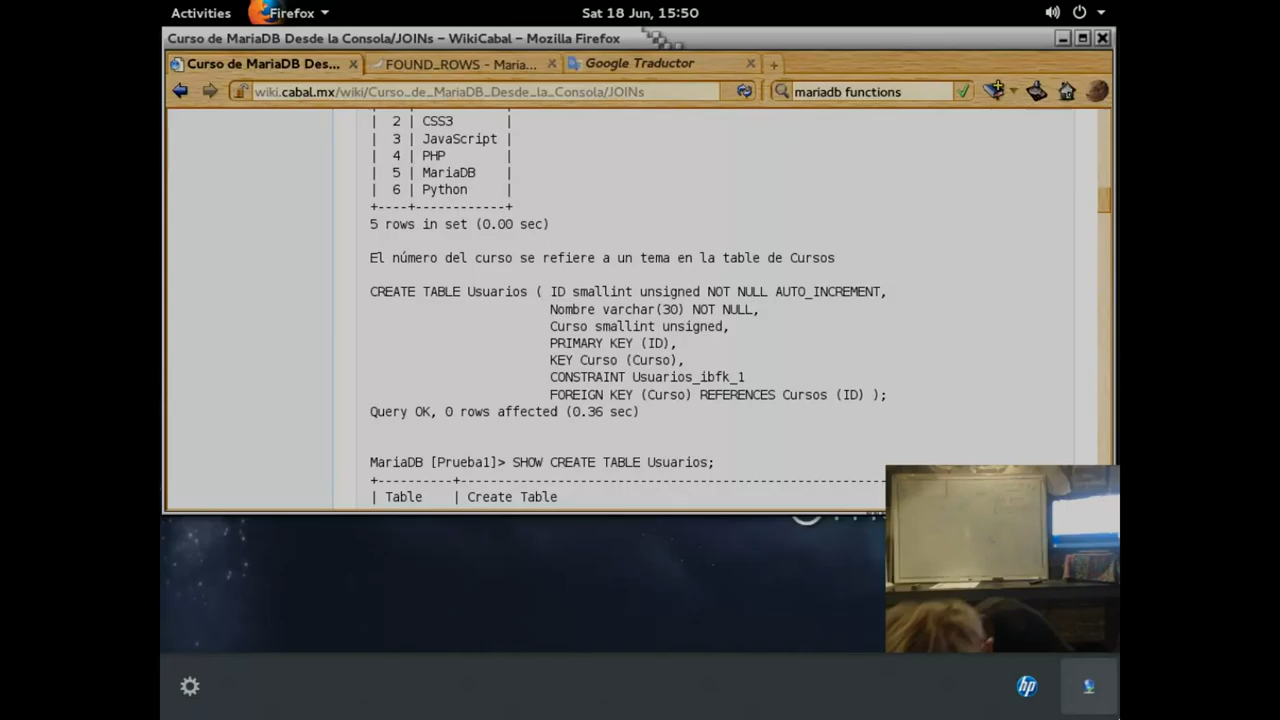 Activities Firefox Sat 18 Jun, 15:50
Curso de MariaDB Desde la Consola/JOINs – WikiCabal – Mozilla Firefox
Curso de MariaDB Des... FOUND_ROWS - Maria... Google Traductor
wiki.cabal.mx/wiki/Curso_de_MariaDB_Desde_la_Consola/JOINs mariadb functions
| 2 | CSS3 |
| 3 | JavaScript |
| 4 | PHP |
| 5 | MariaDB |
| 6 | Python |
+----+------------+
5 rows in set (0.00 sec)
El número del curso se refiere a un tema en la table de Cursos
CREATE TABLE Usuarios ( ID smallint unsigned NOT NULL AUTO_INCREMENT,
Nombre varchar(30) NOT NULL,
Curso smallint unsigned,
PRIMARY KEY (ID),
KEY Curso (Curso),
CONSTRAINT Usuarios_ibfk_1
FOREIGN KEY (Curso) REFERENCES Cursos (ID) );
Query OK, 0 rows affected (0.36 sec)
MariaDB [Prueba1]> SHOW CREATE TABLE Usuarios;
| Table | Create Table
hp